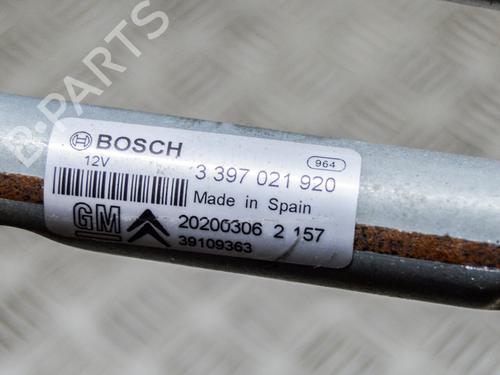 B-PARTS
BOSCH
12V
964
3 397 021 920
Made in Spain
GM
20200306 2 157
39109363